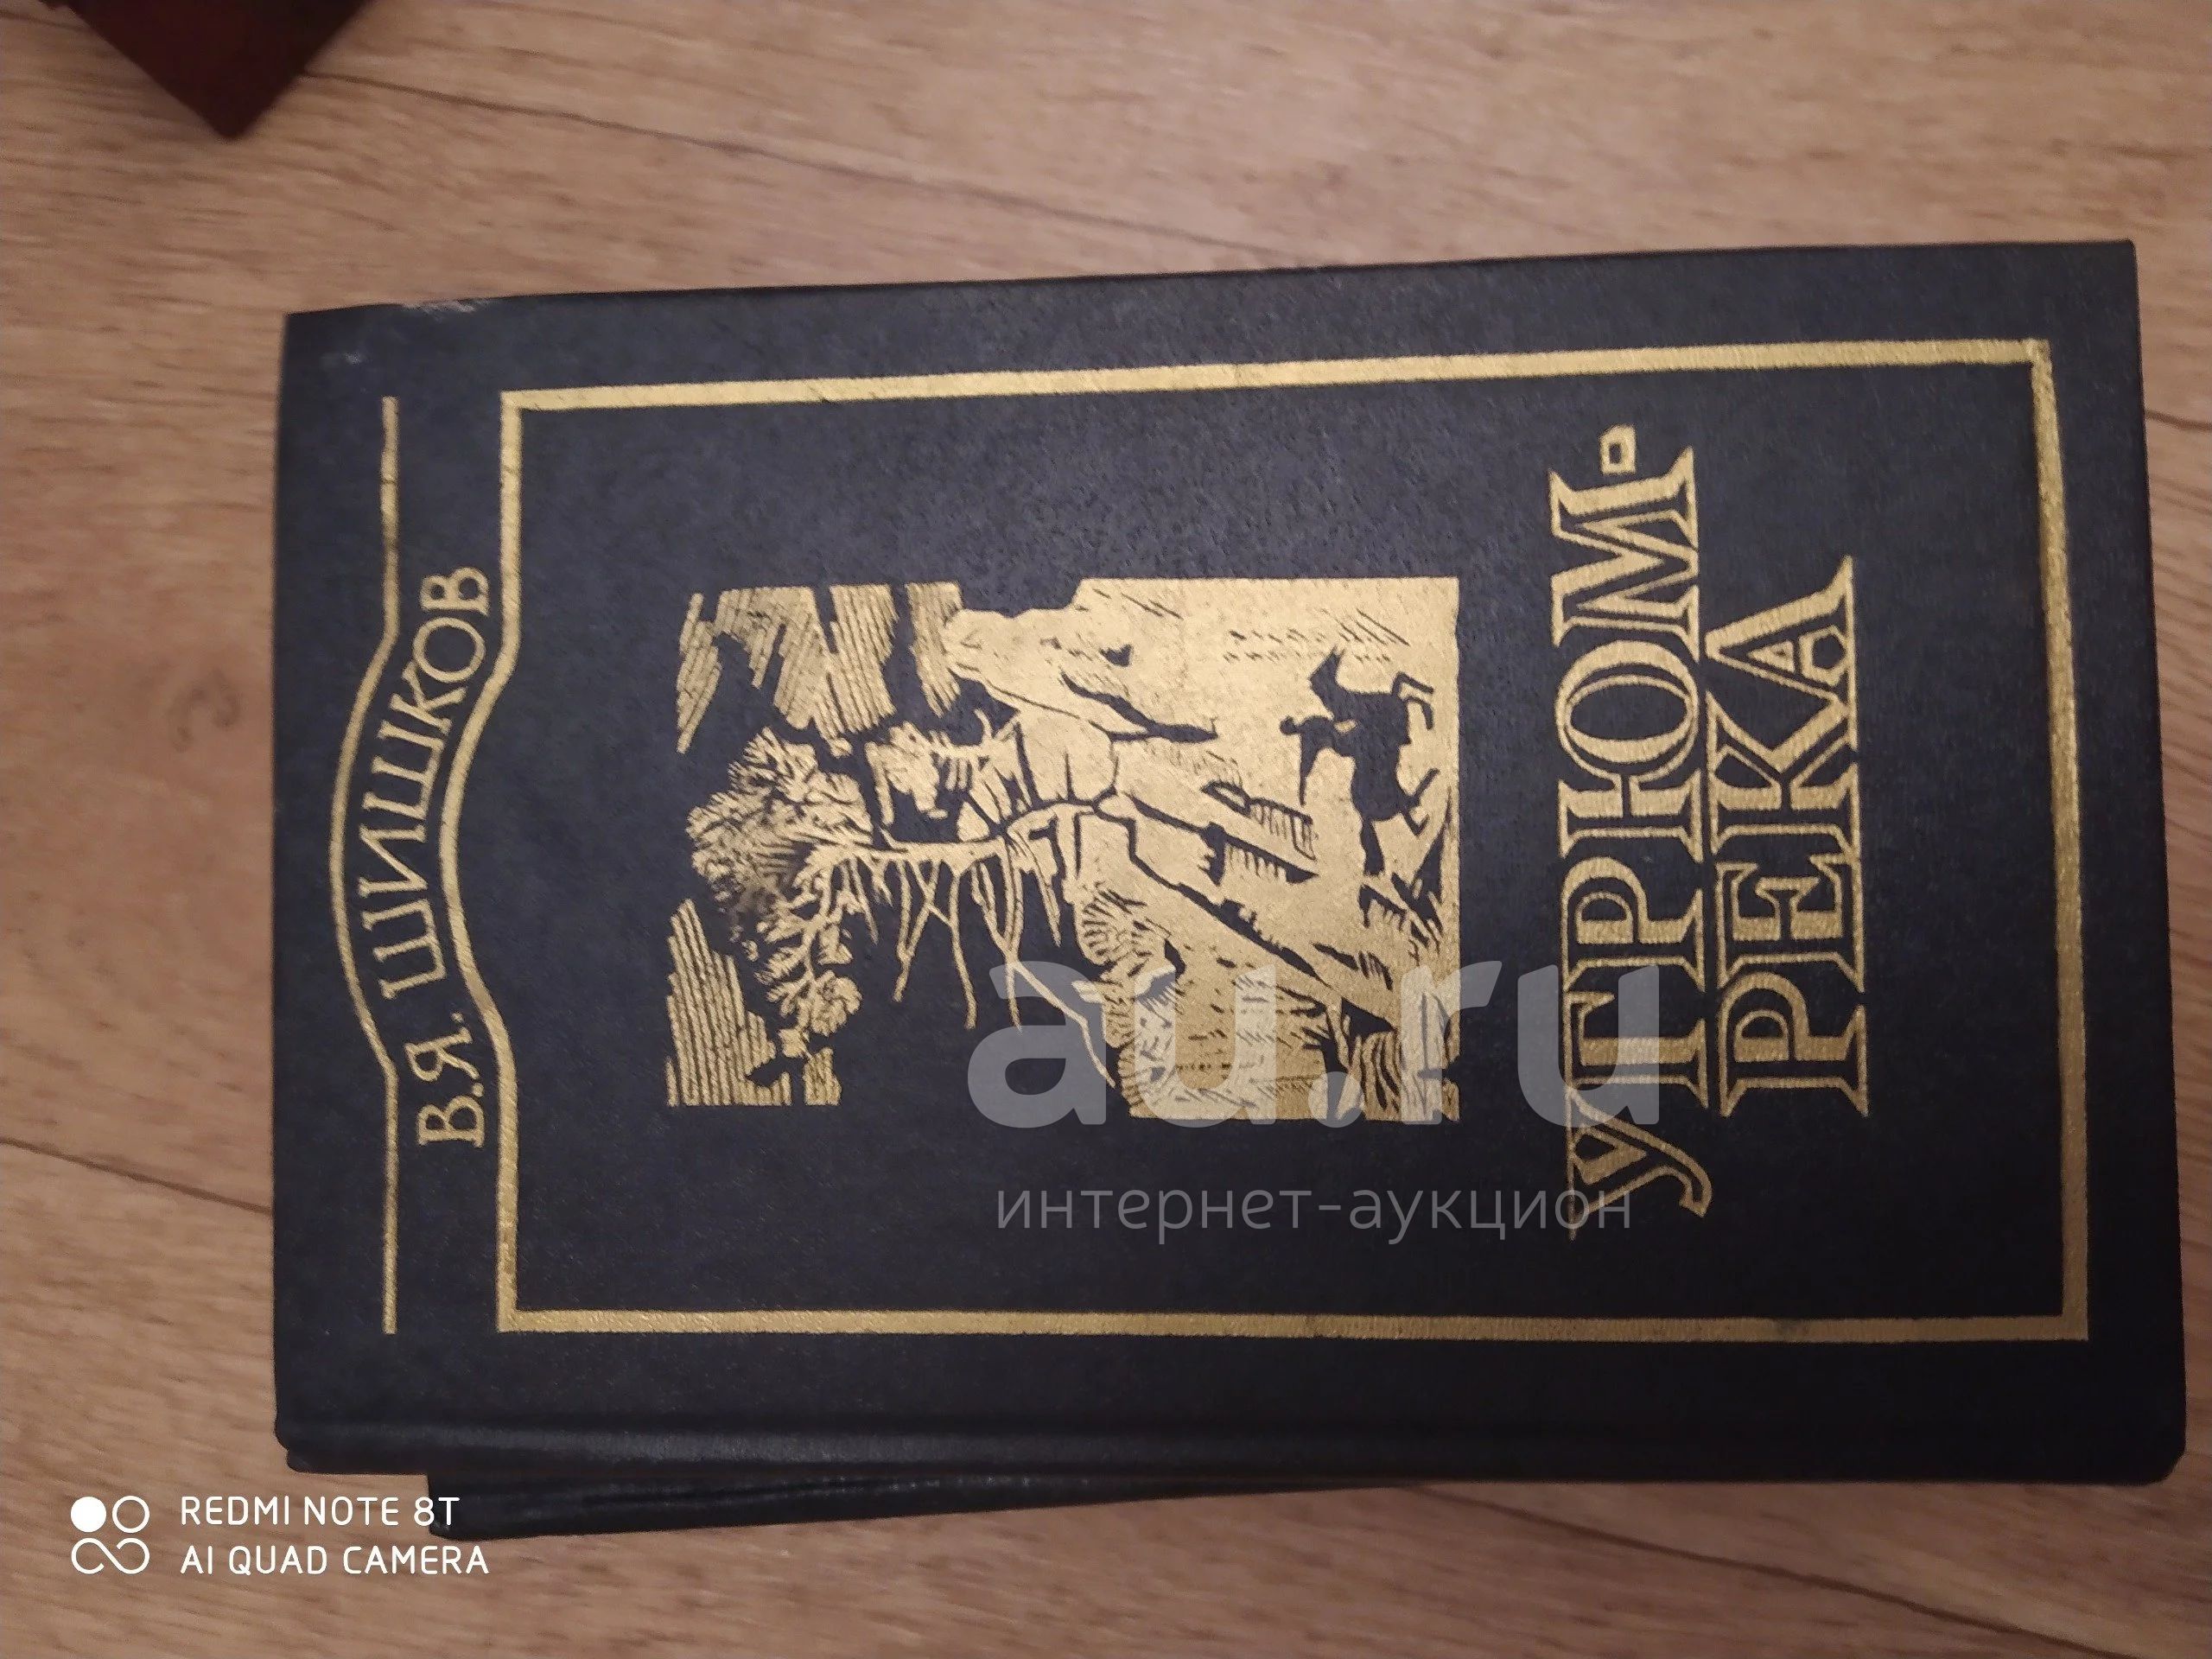 В.Я. ШИШКОВ
УГРЮМ-
РЕКА
au.ru
интернет-аукцион
REDMI NOTE 8T
AI QUAD CAMERA